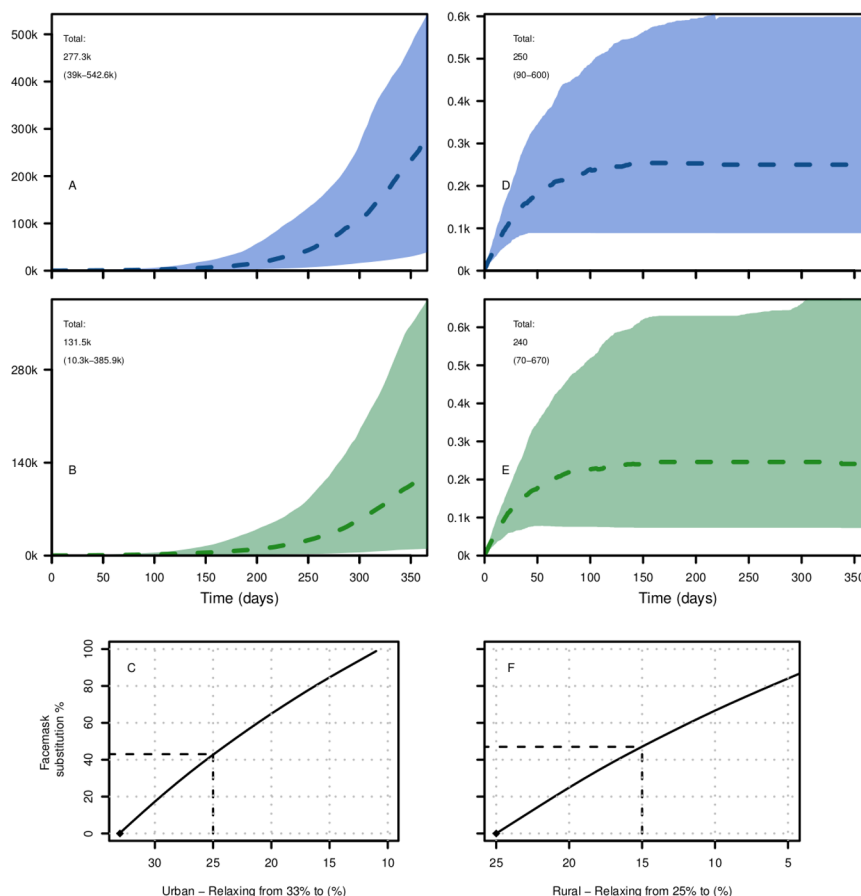 500k
400k
300k
200k
100k
0k
Total:
277.3k
(39k−542.6k)
A
0.6k
0.5k
0.4k
0.3k
0.2k
0.1k
0k
Total:
250
(90−600)
D
280k
140k
0k
Total:
131.5k
(10.3k−385.9k)
B
0 50 100 150 200 250 300 350
Time (days)
0.6k
0.5k
0.4k
0.3k
0.2k
0.1k
0k
Total:
240
(70−670)
E
0 50 100 150 200 250 300 350
Time (days)
Facemask
substitution %
100
80
60
40
20
0
C
30 25 20 15 10
Urban − Relaxing from 33% to (%)
F
25 20 15 10 5
Rural − Relaxing from 25% to (%)